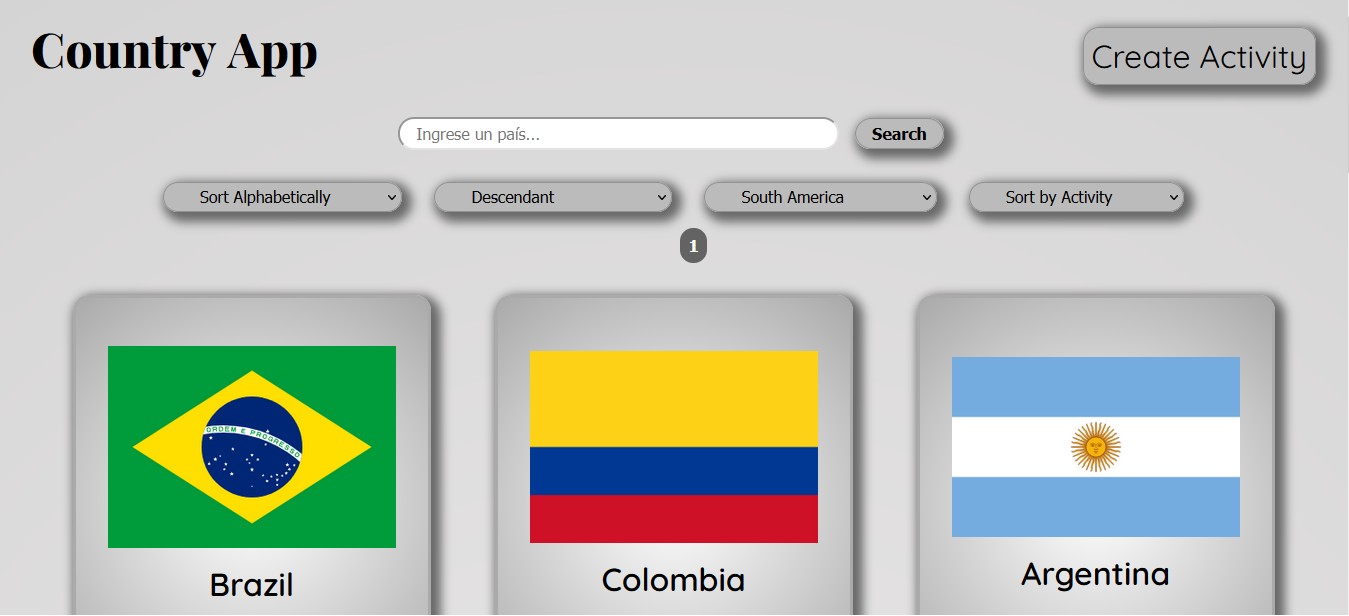 Country App
Create Activity
Ingrese un país...
Search
Sort Alphabetically
Descendant
South America
Sort by Activity
1
ORDEM E PROGRESSO
Brazil
Colombia
Argentina